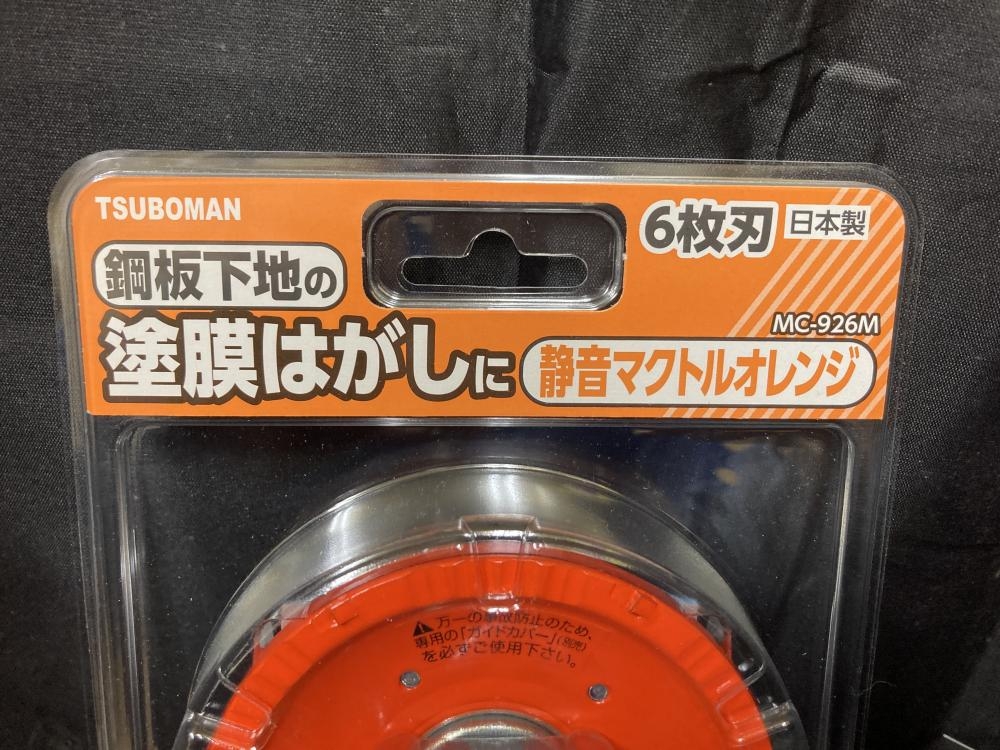 TSUBOMAN
6枚刃 日本製
鋼板下地の
塗膜はがしに
MC-926M
静音マクトルオレンジ
万一の事故防止のため、
専用の「ガイドカバー」(別売)
を必ずご使用下さい。